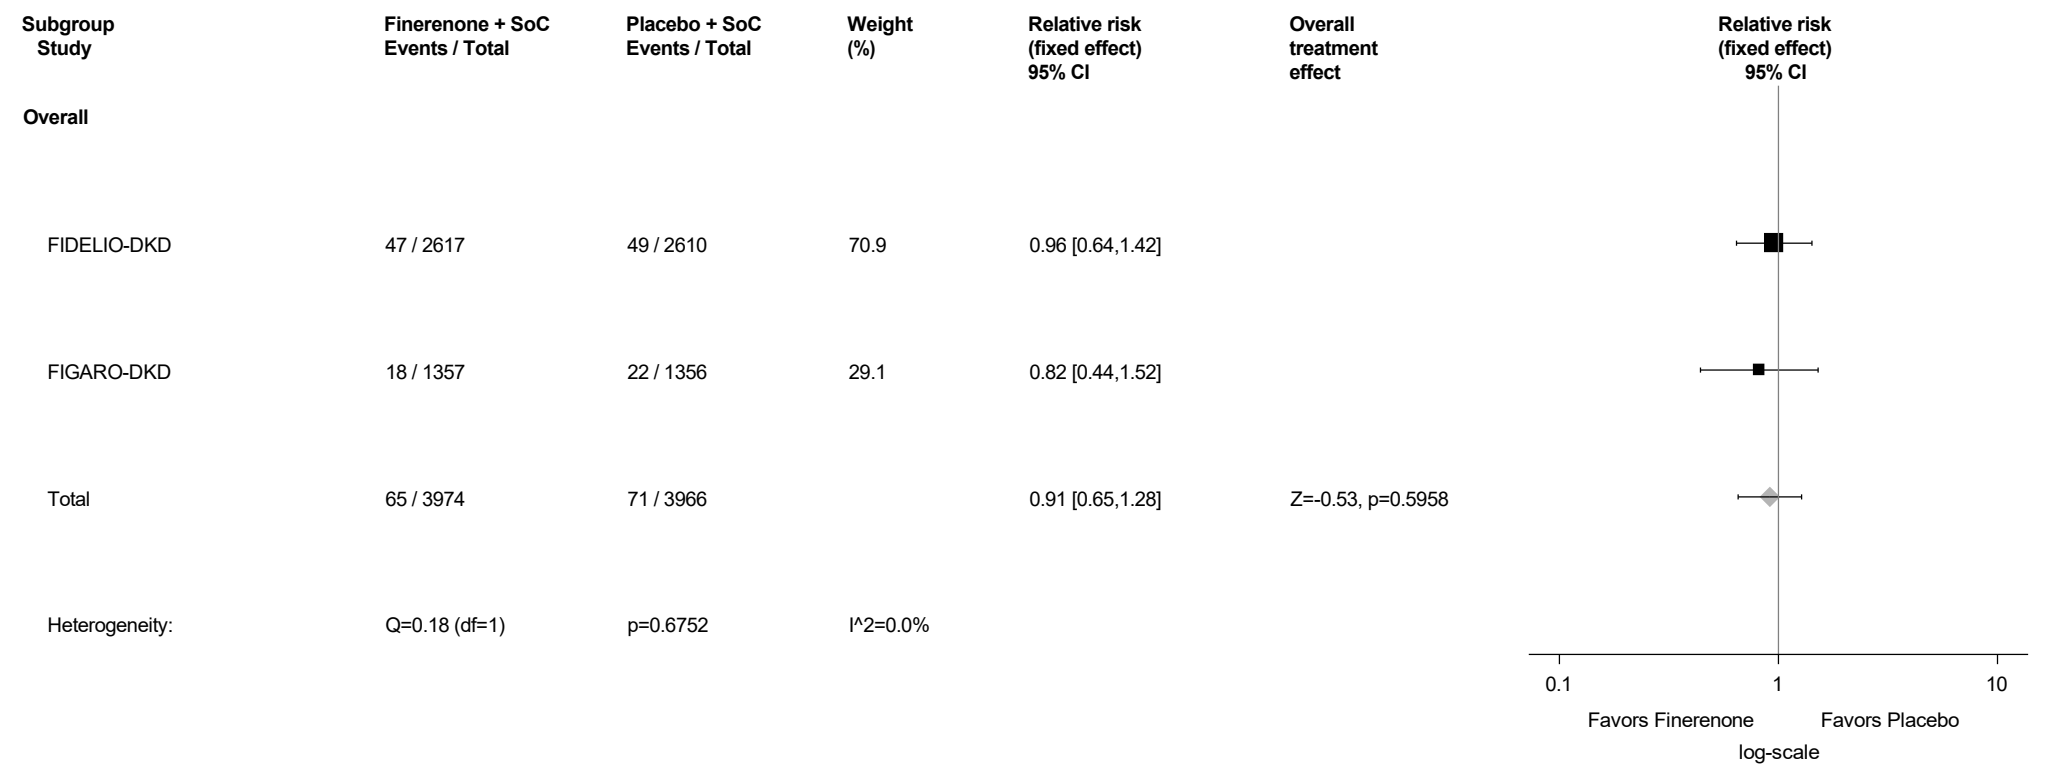 Subgroup Finerenone + SoC Placebo + SoC Weight Relative risk Overall Relative risk
Study Events / Total Events / Total (%) (fixed effect) treatment (fixed effect)
95% CI effect 95% CI
Overall
FIDELIO-DKD 47 / 2617 49 / 2610 70.9 0.96 [0.64,1.42]
FIGARO-DKD 18 / 1357 22 / 1356 29.1 0.82 [0.44,1.52]
Total 65 / 3974 71 / 3966 0.91 [0.65,1.28] Z=-0.53, p=0.5958
Heterogeneity: Q=0.18 (df=1) p=0.6752 I^2=0.0%
0.1 1 10
Favors Finerenone Favors Placebo
log-scale